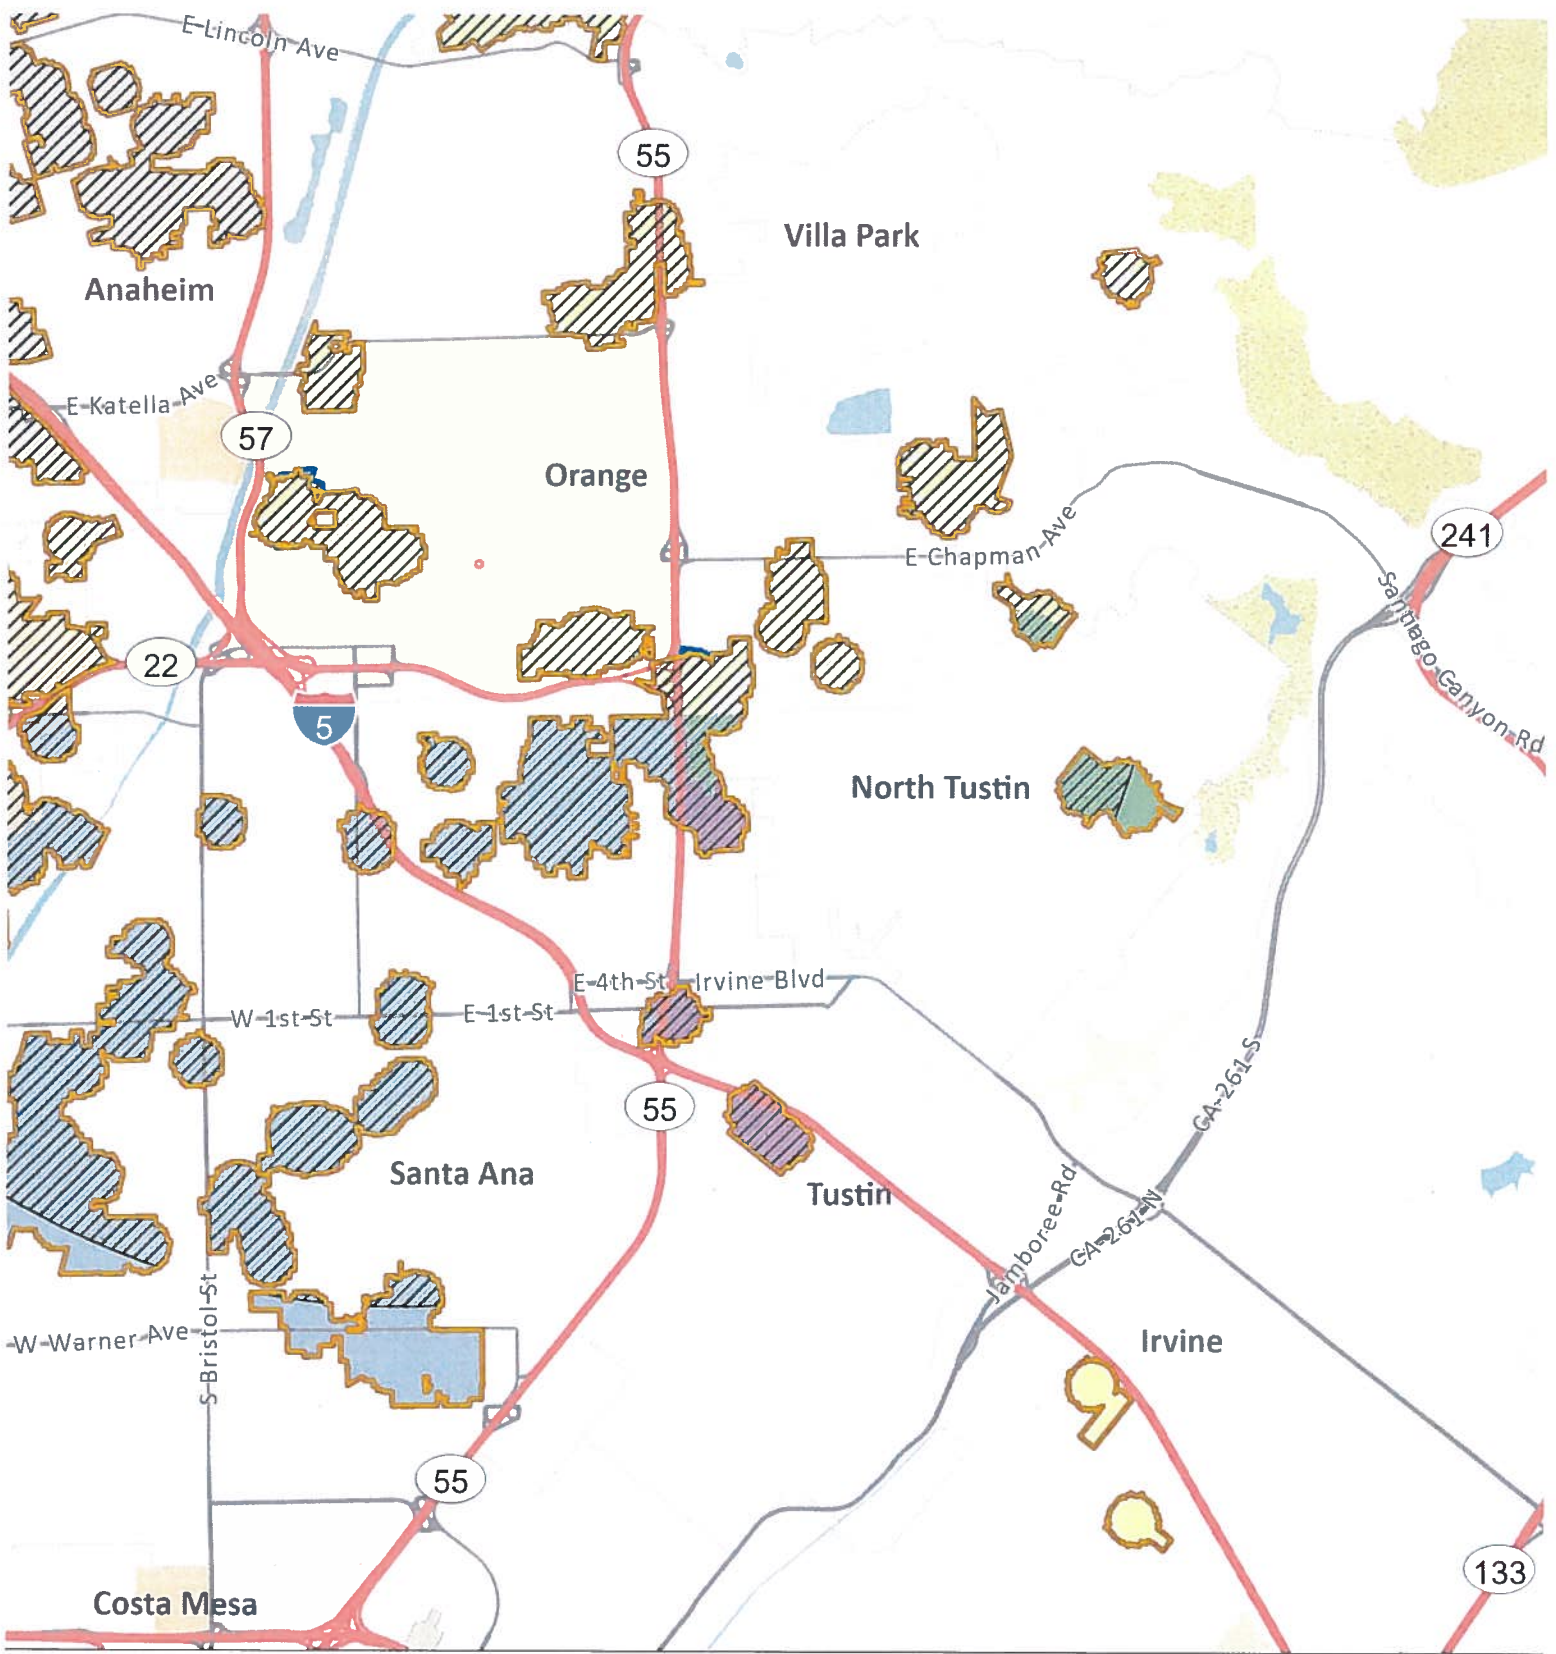 E Lincoln Ave
55
Villa Park
Anaheim
E Katella Ave
57
Orange
E Chapman Ave
241
Santiago Canyon Rd
22
5
North Tustin
E 4th St
Irvine Blvd
W 1st St
E 1st St
CA-261 S
55
Santa Ana
Tustin
Jamboree Rd
CA-261 N
S Bristol St
W Warner Ave
Irvine
55
133
Costa Mesa